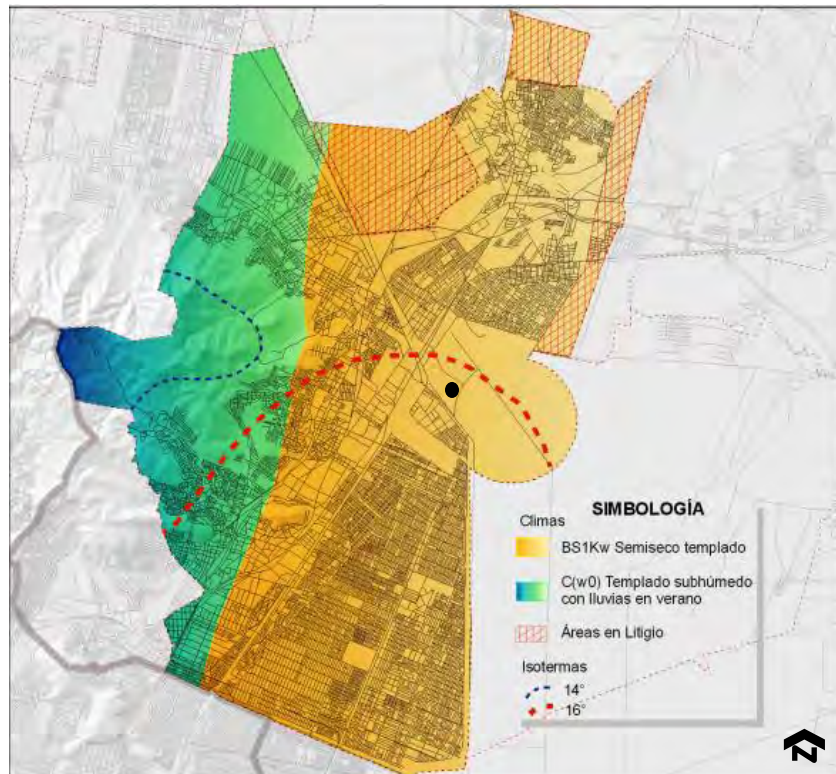 SIMBOLOGÍA
Climas
BS1Kw Semiseco templado
C(w0) Templado subhúmedo
con lluvias en verano
Áreas en Litigio
Isotermas
14°
16°
N